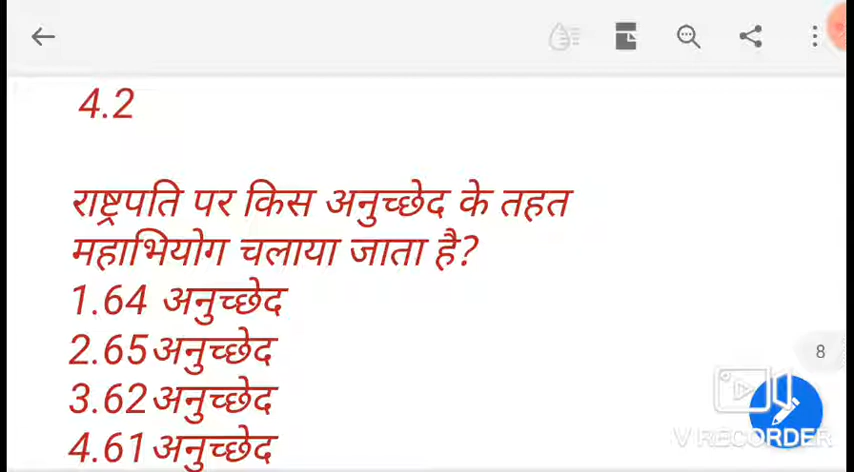 4.2
राष्ट्रपति पर किस अनुच्छेद के तहत
महाभियोग चलाया जाता है?
1.64 अनुच्छेद
2.65अनुच्छेद
3.62अनुच्छेद
4.61अनुच्छेद
8
V RECORDER